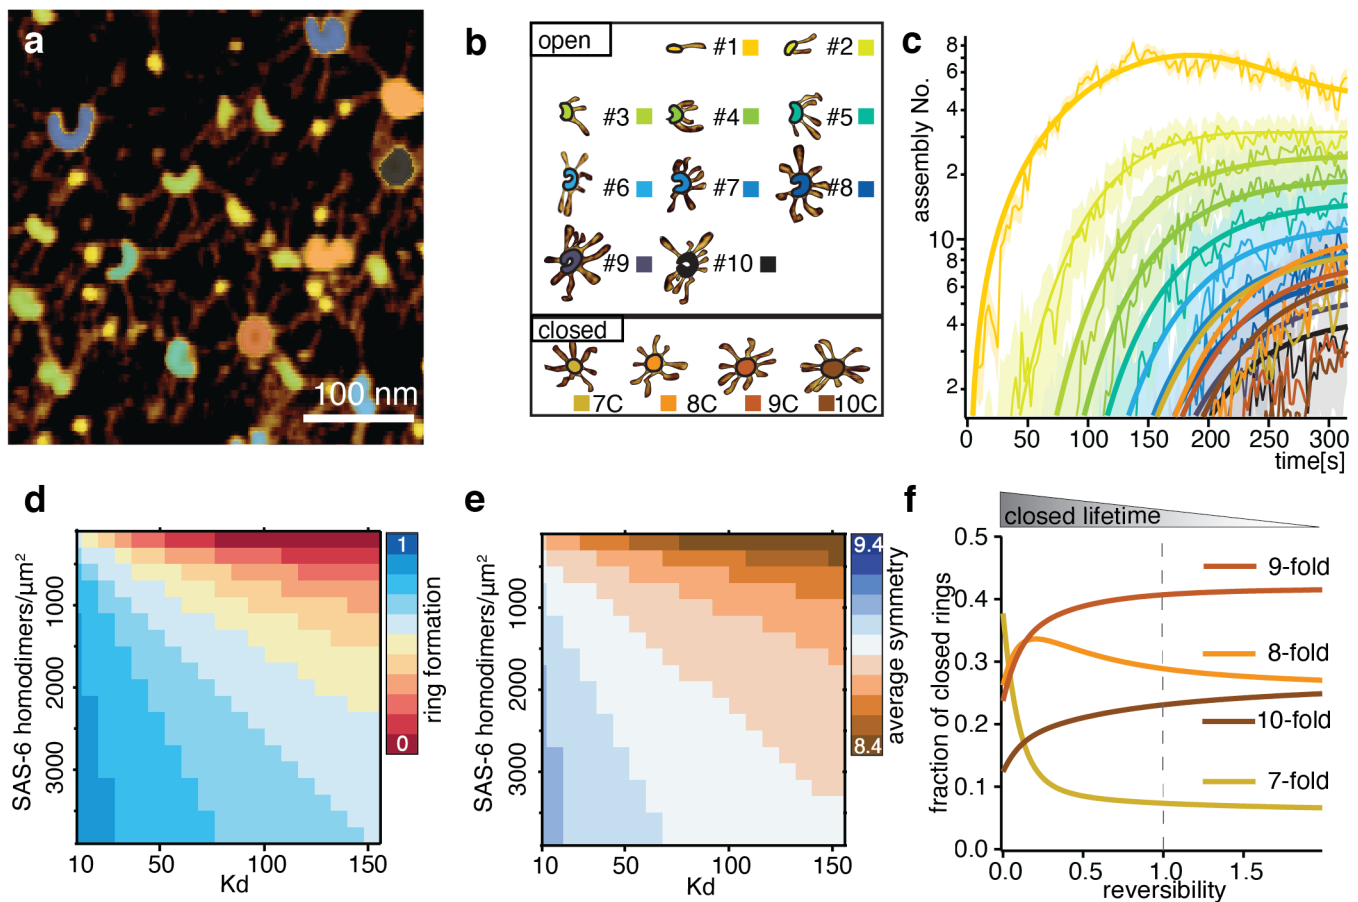 a
100 nm
b
open
#1
#2
#3
#4
#5
#6
#7
#8
#9
#10
closed
7C
8C
9C
10C
c
assembly No.
8
6
4
2
10
8
6
4
2
0
50
100
150
200
250
300
time[s]
d
SAS-6 homodimers/µm²
1000
2000
3000
10
50
100
150
Kd
1
0
ring formation
e
SAS-6 homodimers/µm²
1000
2000
3000
10
50
100
150
Kd
9.4
8.4
average symmetry
f
closed lifetime
fraction of closed rings
0.5
0.4
0.3
0.2
0.1
0.0
9-fold
8-fold
10-fold
7-fold
0.0
0.5
1.0
1.5
reversibility